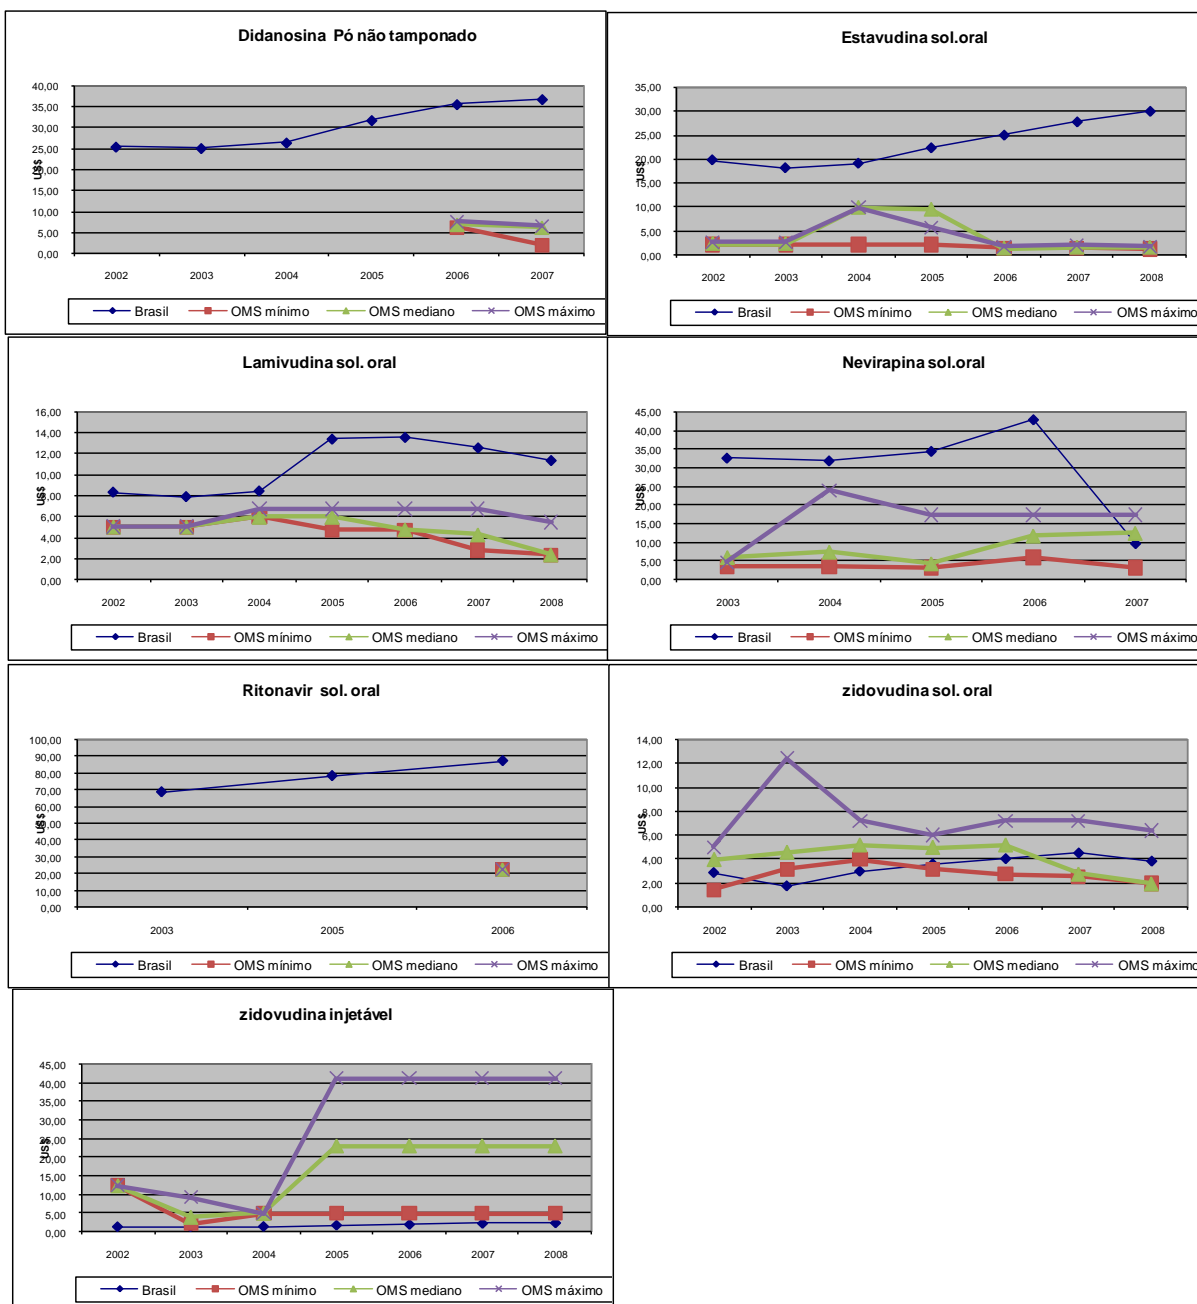 Didanosina Pó não tamponado
40,00
35,00
30,00
25,00
20,00
15,00
10,00
5,00
0,00
US$
2002 2003 2004 2005 2006 2007
Brasil OMS mínimo OMS mediano OMS máximo
Estavudina sol.oral
35,00
30,00
25,00
20,00
15,00
10,00
5,00
0,00
US$
2002 2003 2004 2005 2006 2007 2008
Brasil OMS mínimo OMS mediano OMS máximo
Lamivudina sol. oral
16,00
14,00
12,00
10,00
8,00
6,00
4,00
2,00
0,00
US$
2002 2003 2004 2005 2006 2007 2008
Brasil OMS mínimo OMS mediano OMS máximo
Nevirapina sol.oral
45,00
40,00
35,00
30,00
25,00
20,00
15,00
10,00
5,00
0,00
US$
2003 2004 2005 2006 2007
Brasil OMS mínimo OMS mediano OMS máximo
Ritonavir sol. oral
100,00
90,00
80,00
70,00
60,00
50,00
40,00
30,00
20,00
10,00
0,00
US$
2003 2005 2006
Brasil OMS mínimo OMS mediano OMS máximo
zidovudina sol. oral
14,00
12,00
10,00
8,00
6,00
4,00
2,00
0,00
US$
2002 2003 2004 2005 2006 2007 2008
Brasil OMS mínimo OMS mediano OMS máximo
zidovudina injetável
45,00
40,00
35,00
30,00
25,00
20,00
15,00
10,00
5,00
0,00
US$
2002 2003 2004 2005 2006 2007 2008
Brasil OMS mínimo OMS mediano OMS máximo